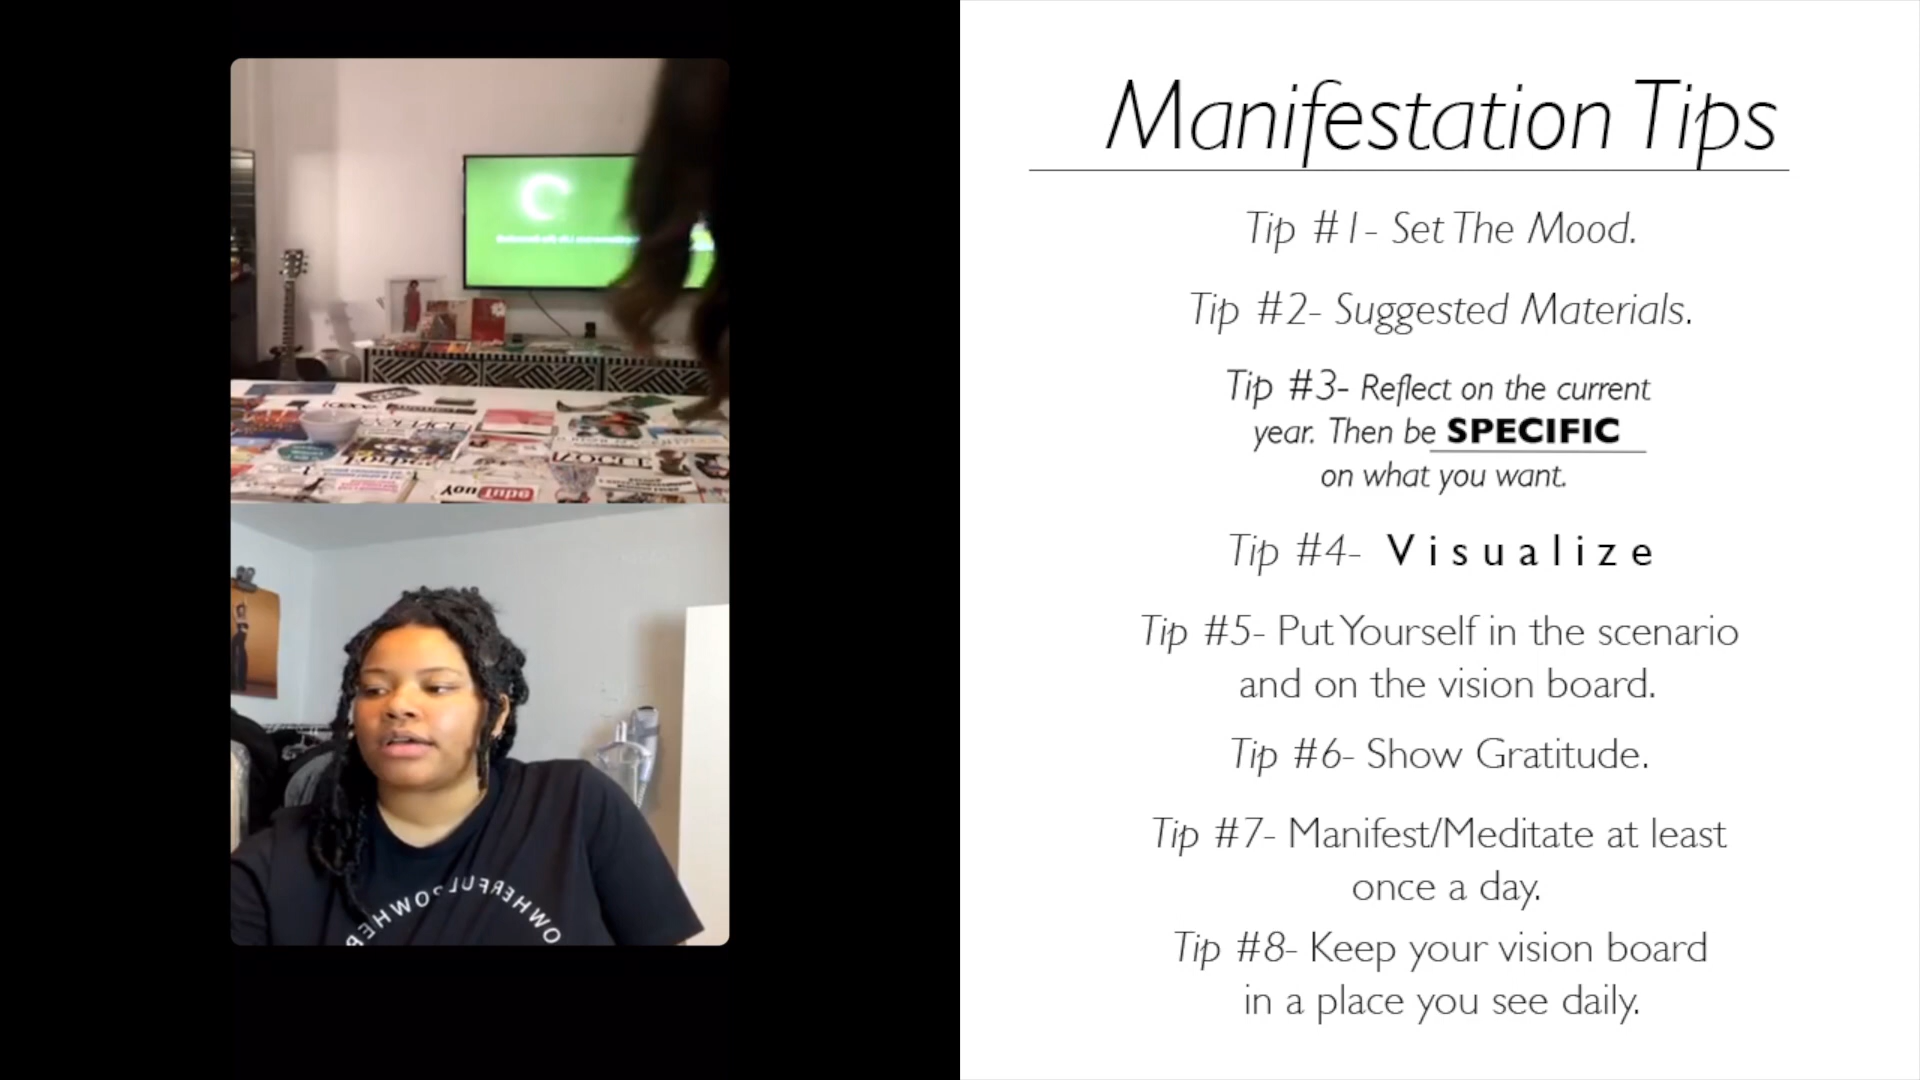 Manifestation Tips
Tip #1- Set The Mood.
Tip #2- Suggested Materials.
Tip #3- Reflect on the current
year. Then be SPECIFIC
on what you want.
Tip #4- Visualize
Tip #5- Put Yourself in the scenario
and on the vision board.
Tip #6- Show Gratitude.
Tip #7- Manifest/Meditate at least
once a day.
Tip #8- Keep your vision board
in a place you see daily.